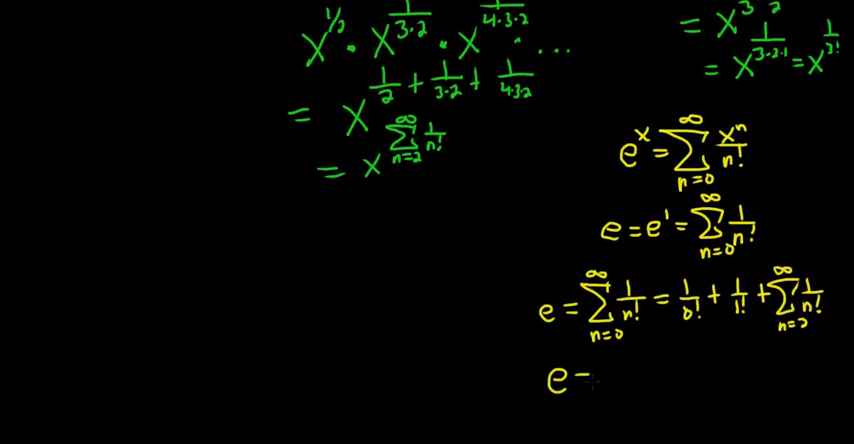 x^{1/2} · x^{1/(3·2)} · x^{1/(4·3·2)} · ...
= x^{1/2 + 1/(3·2) + 1/(4·3·2)}
= x^{∑_{n=2}^{∞} 1/n!}
= x^{3 2}
= x^{1/(3·2·1)} = x^{1/3!}
e^x = ∑_{n=0}^{∞} x^n/n!
e = e^1 = ∑_{n=0}^{∞} 1/n!
e = ∑_{n=0}^{∞} 1/n! = 1/0! + 1/1! + ∑_{n=2}^{∞} 1/n!
e -